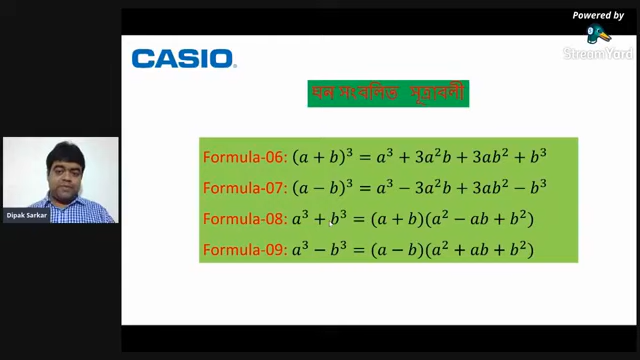 Powered by
StreamYard
CASIO
ঘন সংবলিত সূত্রাবলী
Formula-06: (a + b)³ = a³ + 3a²b + 3ab² + b³
Formula-07: (a − b)³ = a³ − 3a²b + 3ab² − b³
Formula-08: a³ + b³ = (a + b)(a² − ab + b²)
Formula-09: a³ − b³ = (a − b)(a² + ab + b²)
Dipak Sarkar